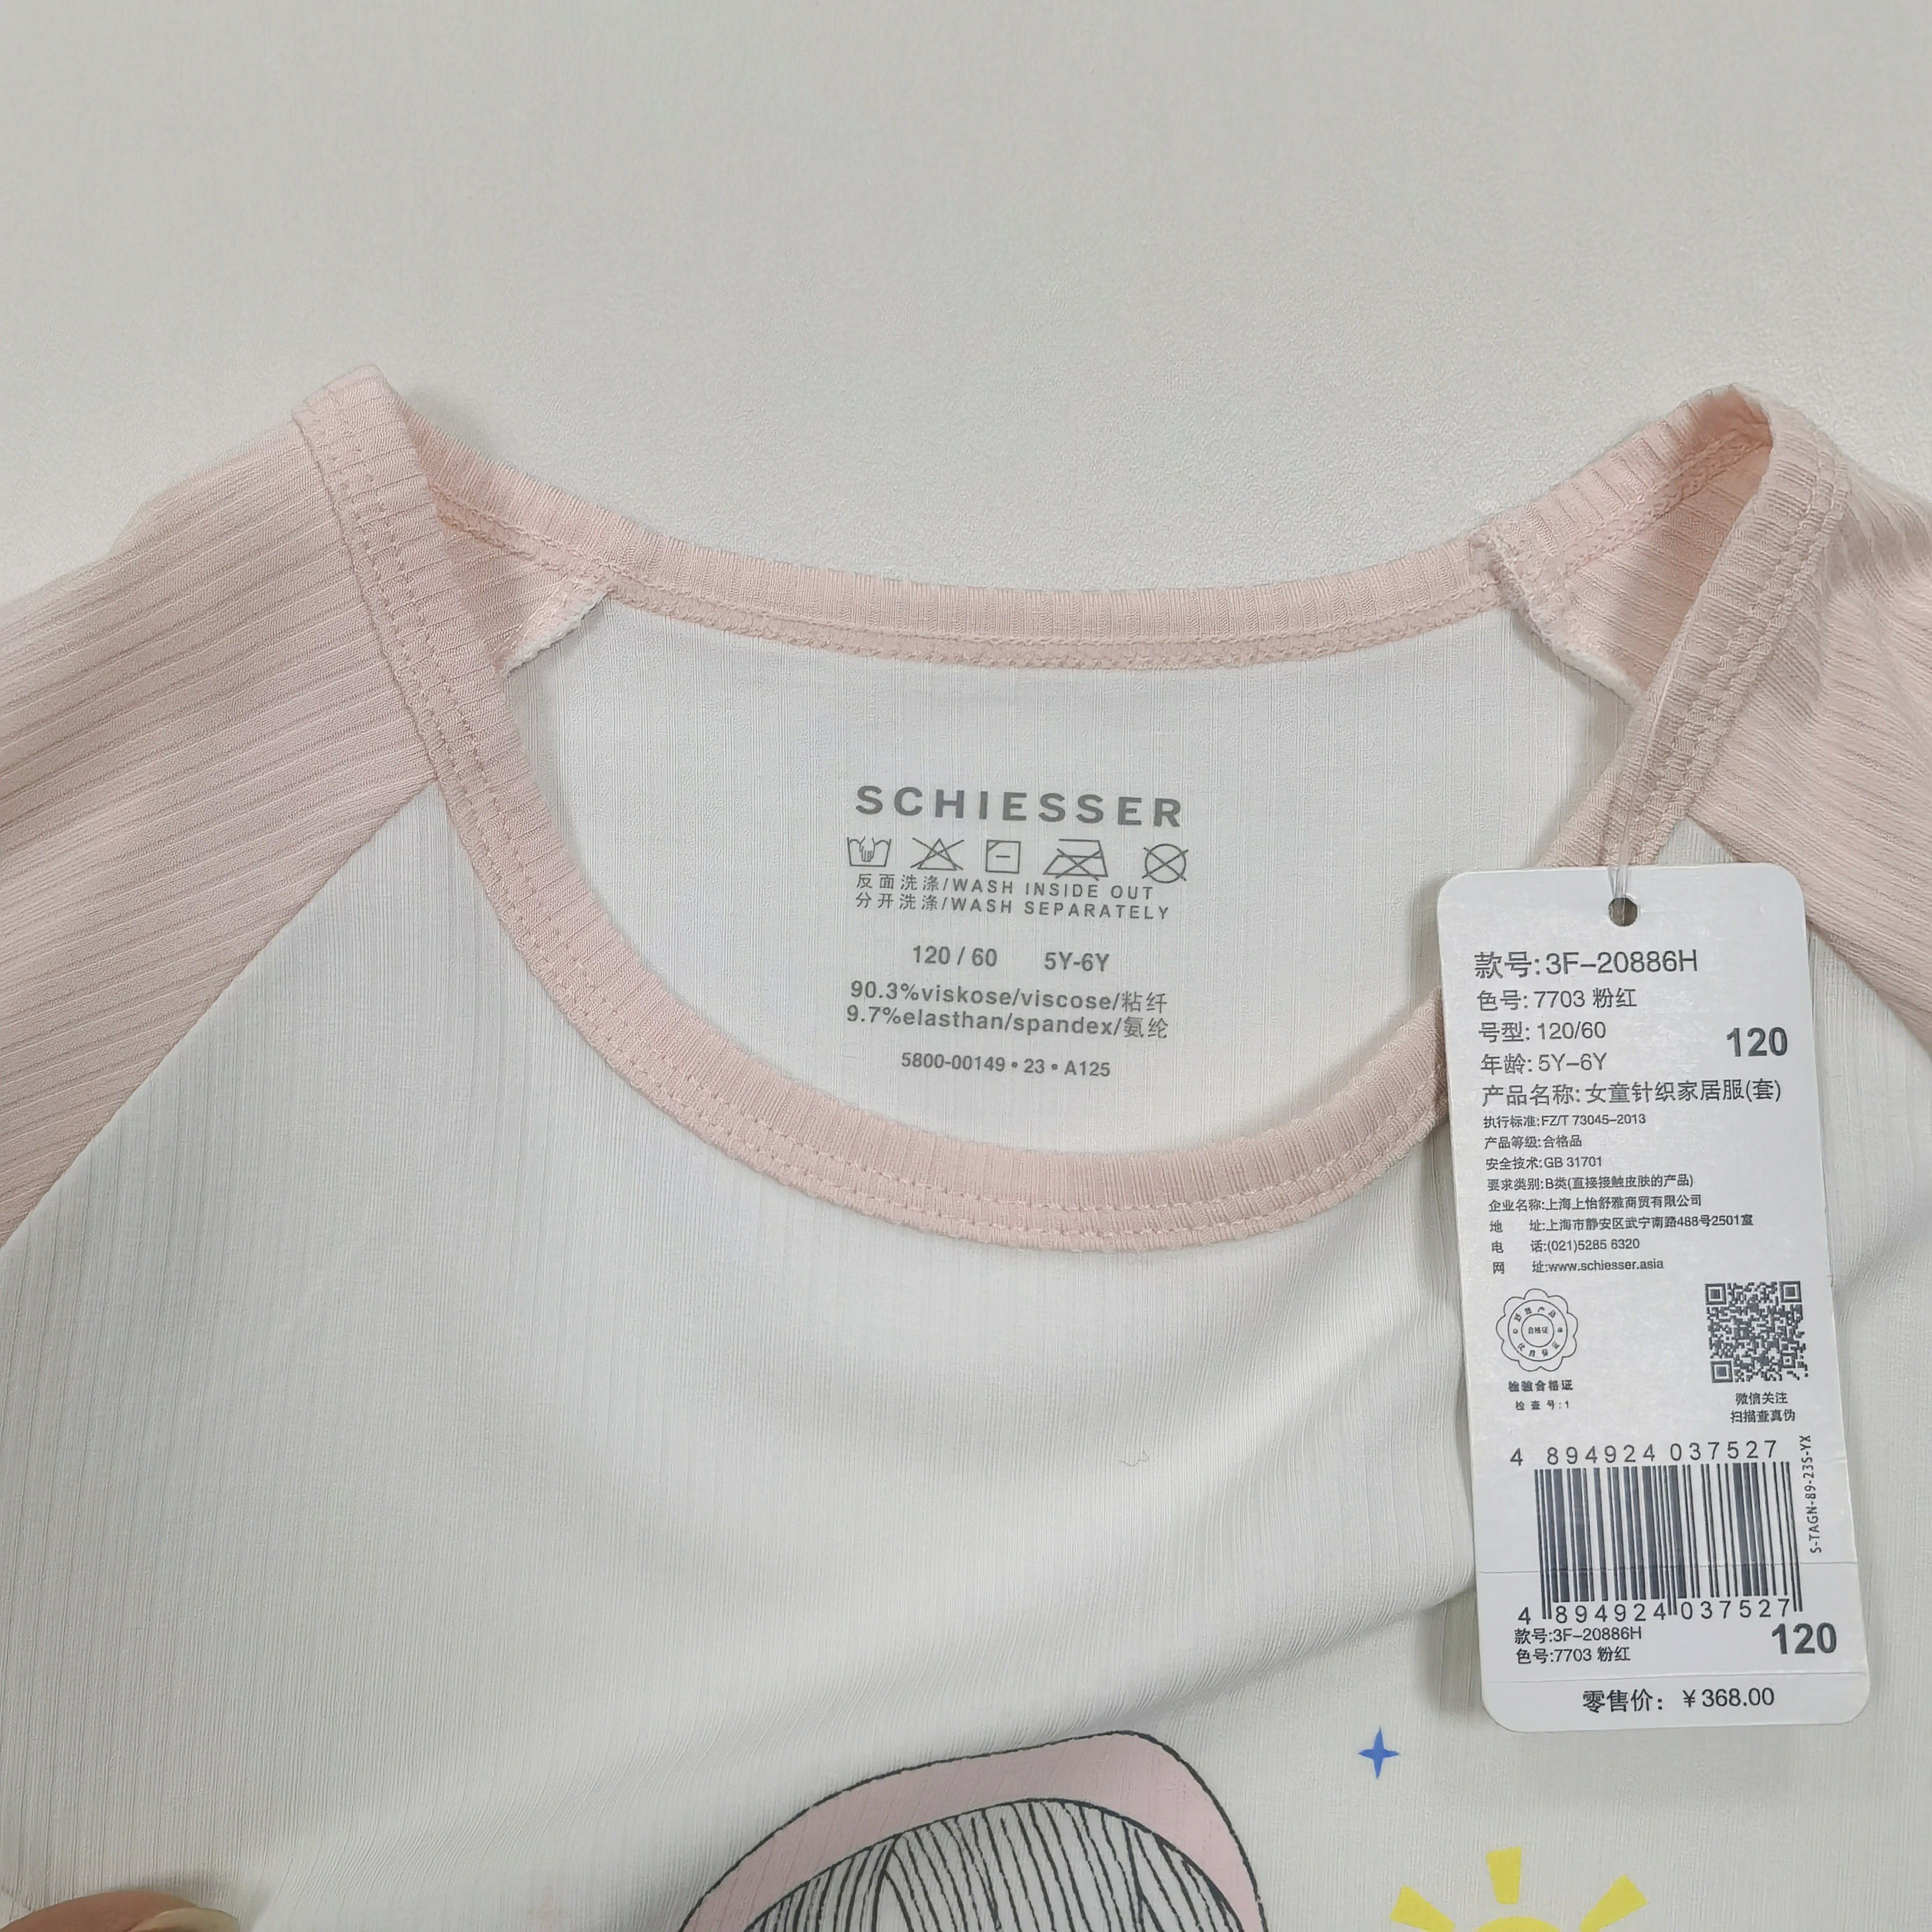 SCHIESSER
反面洗涤/WASH INSIDE OUT
分开洗涤/WASH SEPARATELY
120 / 60 5Y-6Y
90.3%viskose/viscose/粘纤
9.7%elasthan/spandex/氨纶
5800-00149 • 23 • A125
款号:3F-20886H
色号: 7703 粉红
号型: 120/60
120
年龄: 5Y-6Y
产品名称: 女童针织家居服(套)
执行标准:FZ/T 73045-2013
产品等级:合格品
安全技术:GB 31701
要求类别:B类(直接接触皮肤的产品)
企业名称:上海上怡舒雅商贸有限公司
地 址:上海市静安区武宁南路488号2501室
电 话:(021)5285 6320
网 址:www.schiesser.asia
合格证
检验合格证
检 查 号:1
微信关注
扫描查真伪
4 894924 037527
S-TAGN-89-23S-YX
4 894924 037527
款号:3F-20886H
色号:7703 粉红
120
零售价: ¥368.00